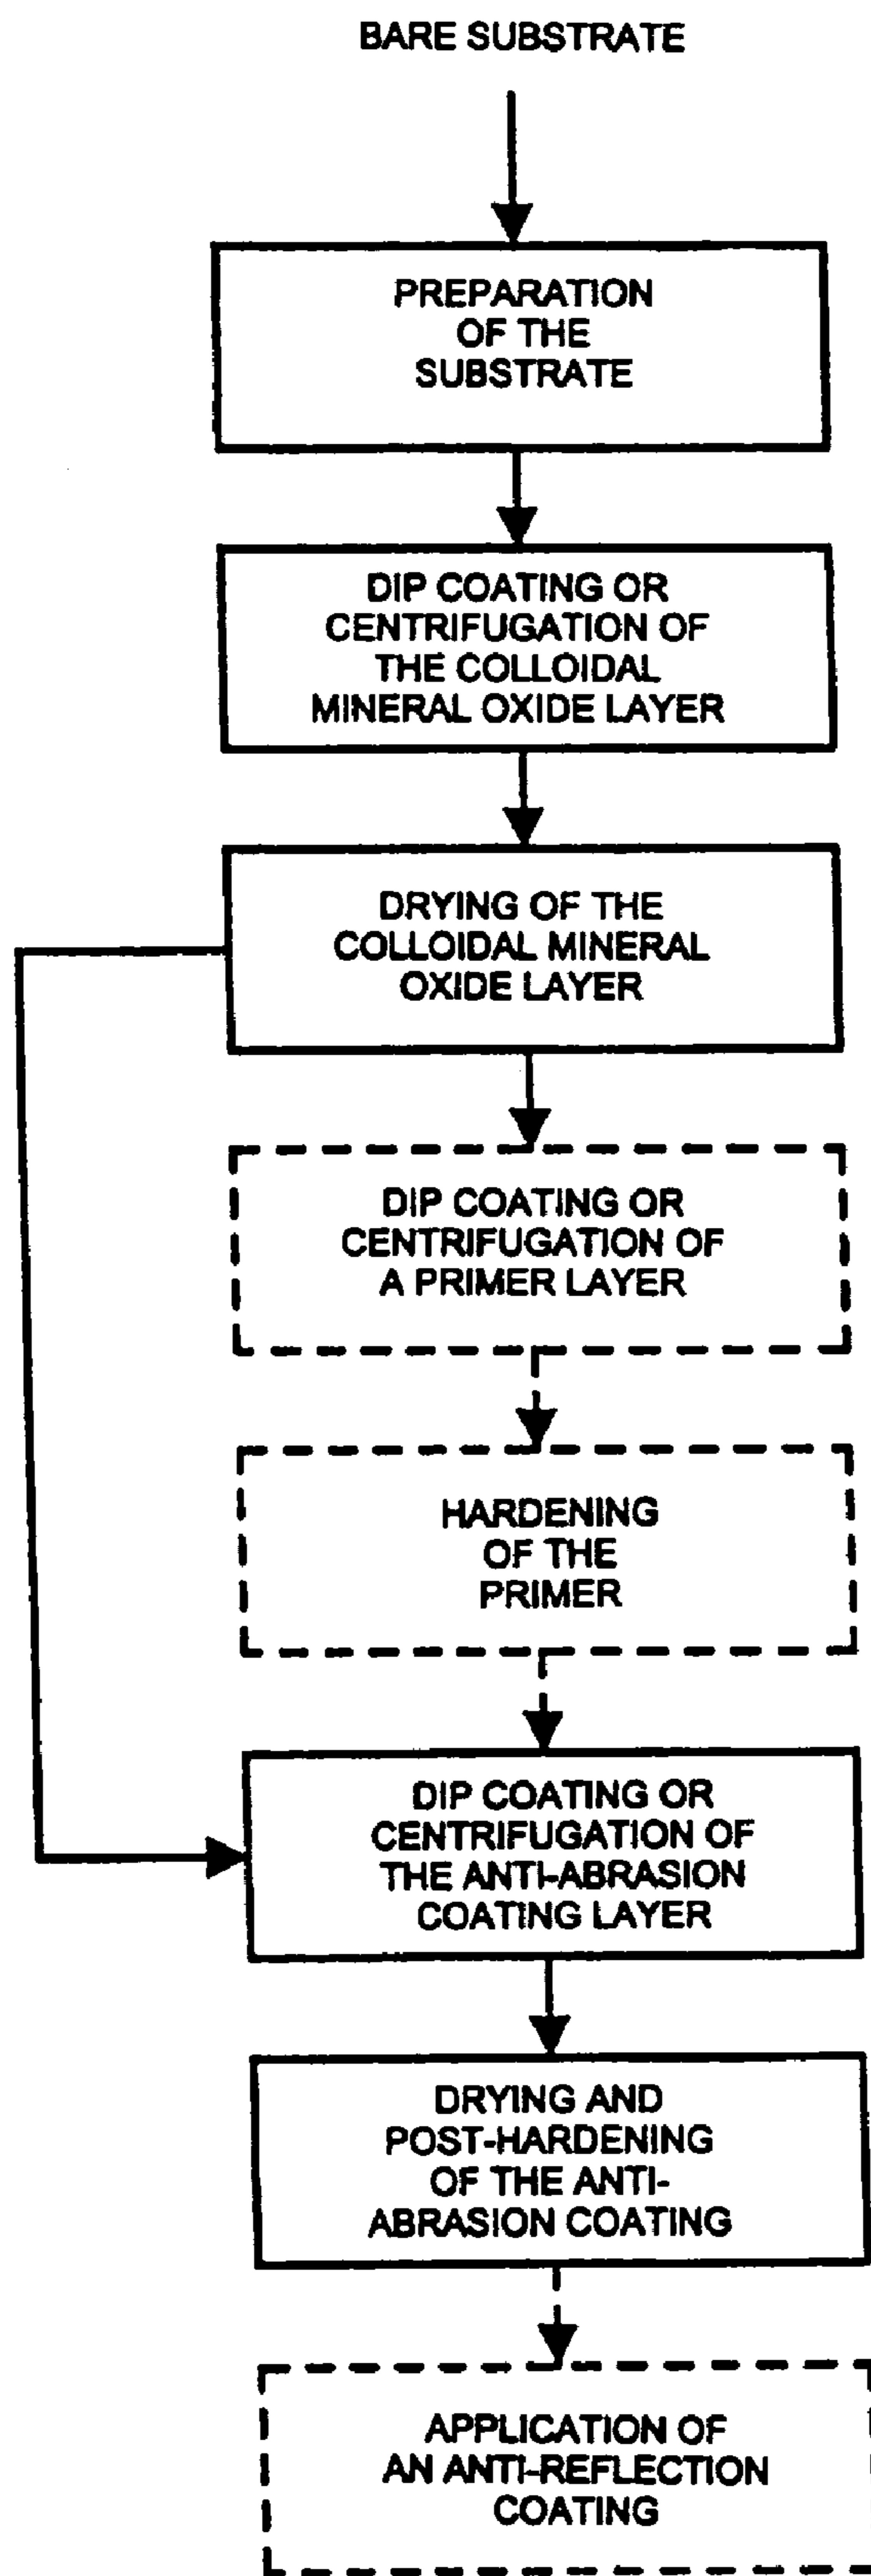 BARE SUBSTRATE
PREPARATION
OF THE
SUBSTRATE
DIP COATING OR
CENTRIFUGATION OF
THE COLLOIDAL
MINERAL OXIDE LAYER
DRYING OF THE
COLLOIDAL MINERAL
OXIDE LAYER
DIP COATING OR
CENTRIFUGATION OF
A PRIMER LAYER
HARDENING
OF THE
PRIMER
DIP COATING OR
CENTRIFUGATION OF
THE ANTI-ABRASION
COATING LAYER
DRYING AND
POST-HARDENING
OF THE ANTI-
ABRASION COATING
APPLICATION OF
AN ANTI-REFLECTION
COATING